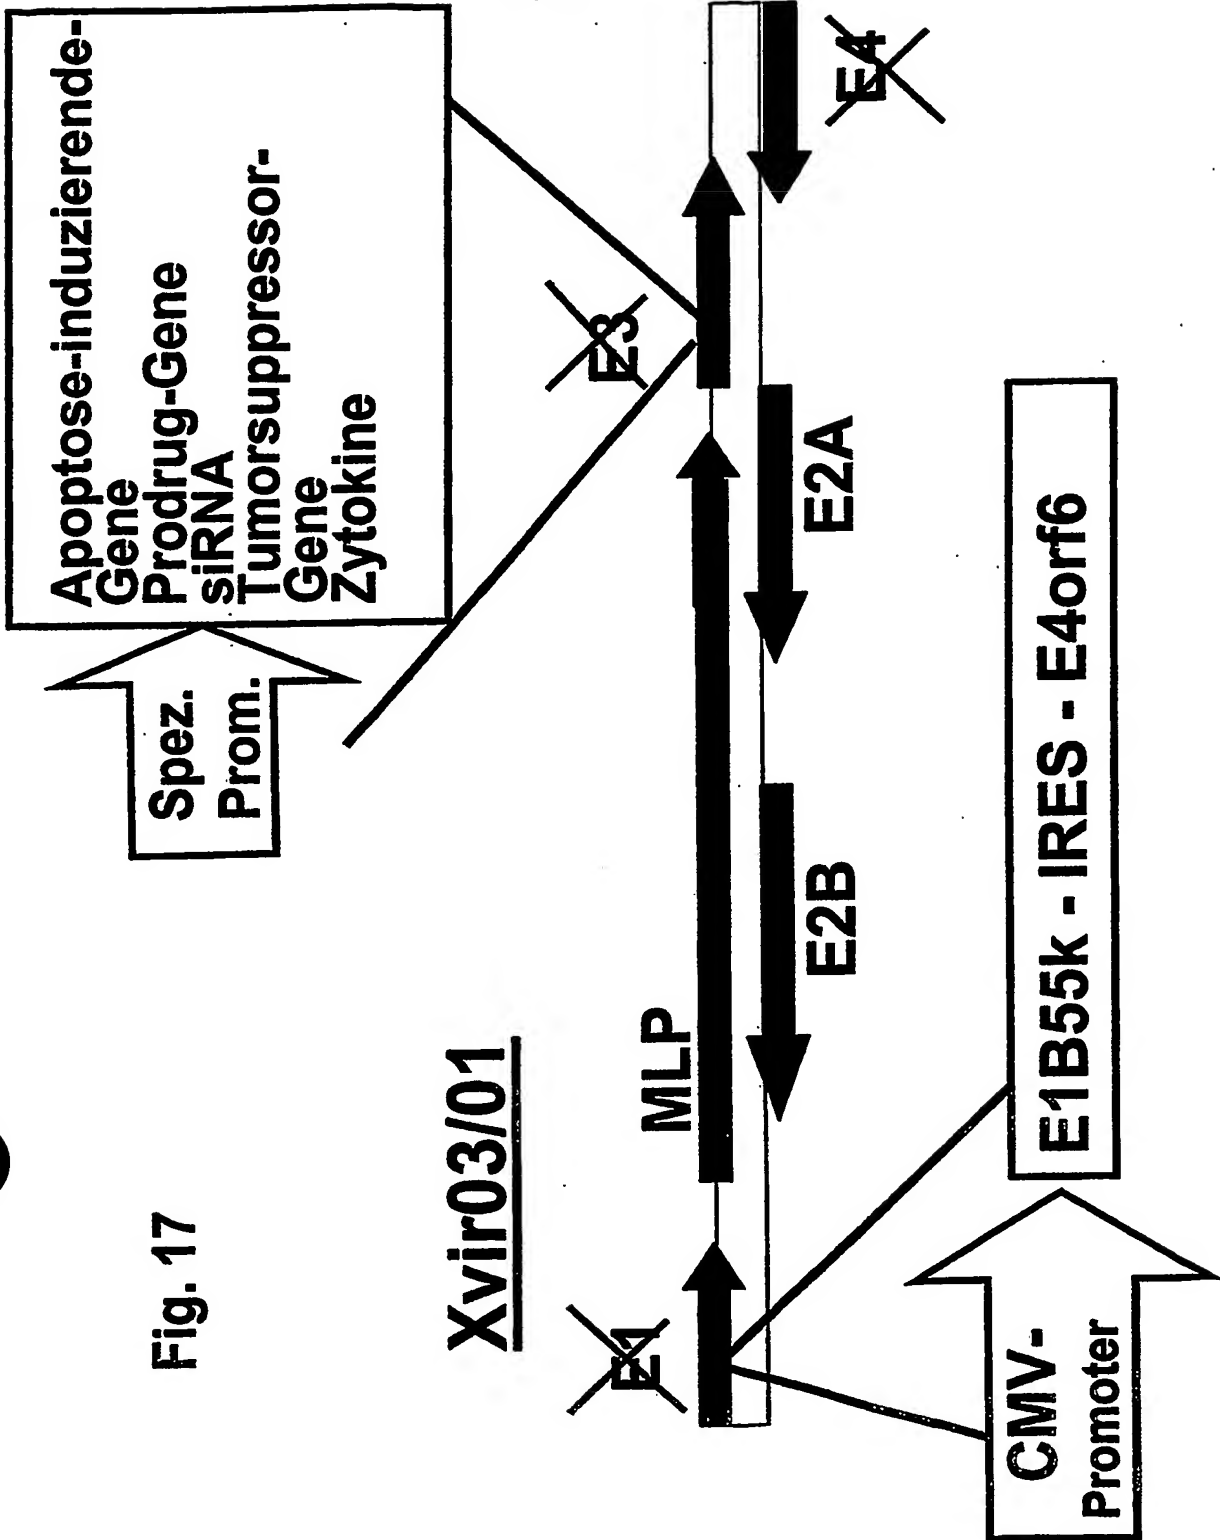 Fig. 17
Xvir03/01
Spez.
Prom.
Apoptose-induzierende-
Gene
Prodrug-Gene
siRNA
Tumorsuppressor-
Gene
Zytokine
E1
MLP
E3
E4
E2B
E2A
CMV-
Promoter
E1B55k - IRES - E4orf6